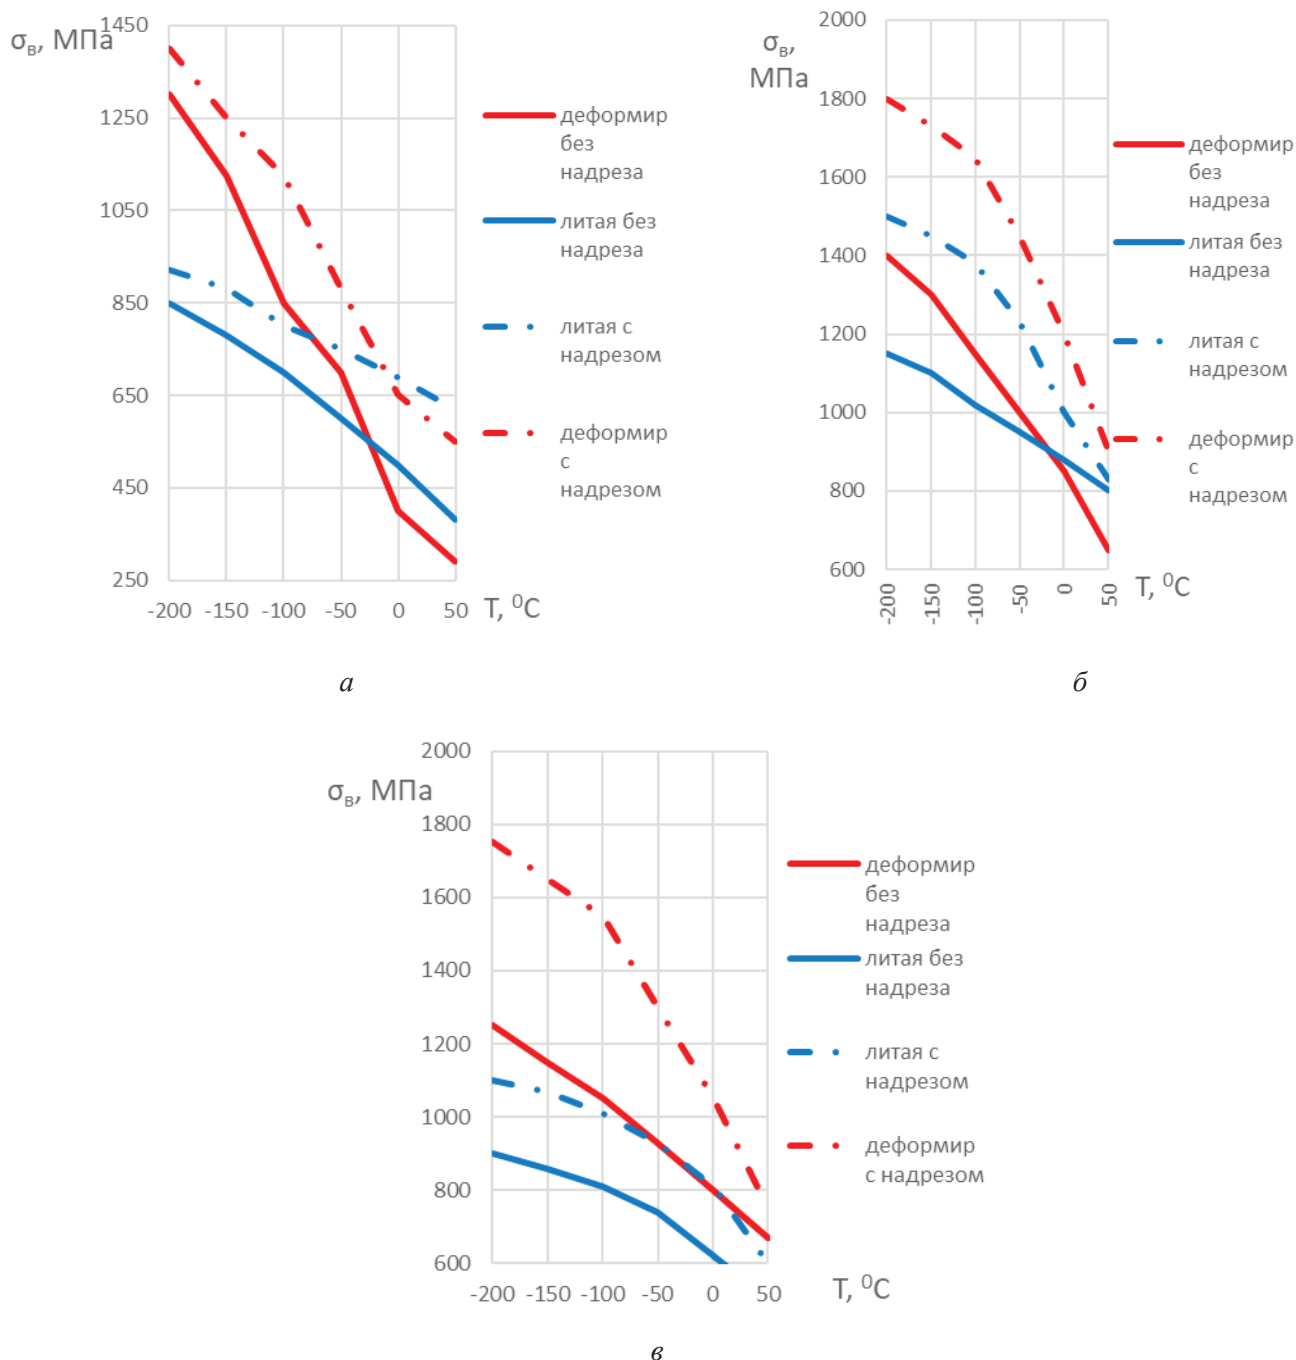 1450
σв, МПа
1250
1050
850
650
450
250
-200 -150 -100 -50 0 50
T, ⁰C
деформир
без
надреза
литая без
надреза
литая с
надрезом
деформир
с
надрезом
а
2000
σв,
МПа
1800
1600
1400
1200
1000
800
600
-200 -150 -100 -50 0 50
T, ⁰C
деформир
без
надреза
литая без
надреза
литая с
надрезом
деформир
с
надрезом
б
2000
σв, МПа
1800
1600
1400
1200
1000
800
600
-200 -150 -100 -50 0 50
T, ⁰C
деформир
без
надреза
литая без
надреза
литая с
надрезом
деформир
с надрезом
в